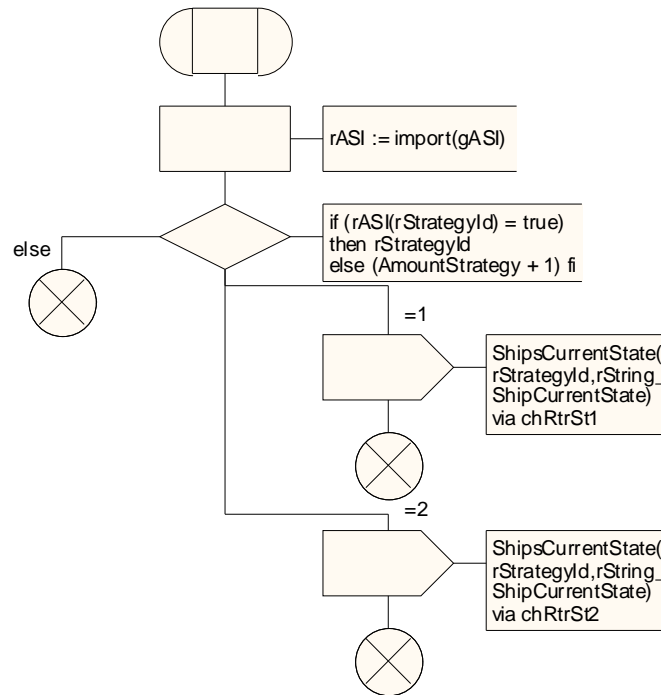 rASI := import(gASI)
else
if (rASI(rStrategyId) = true)
then rStrategyId
else (AmountStrategy + 1) fi
=1
ShipsCurrentState(
rStrategyId,rString_
ShipCurrentState)
via chRtrSt1
=2
ShipsCurrentState(
rStrategyId,rString_
ShipCurrentState)
via chRtrSt2